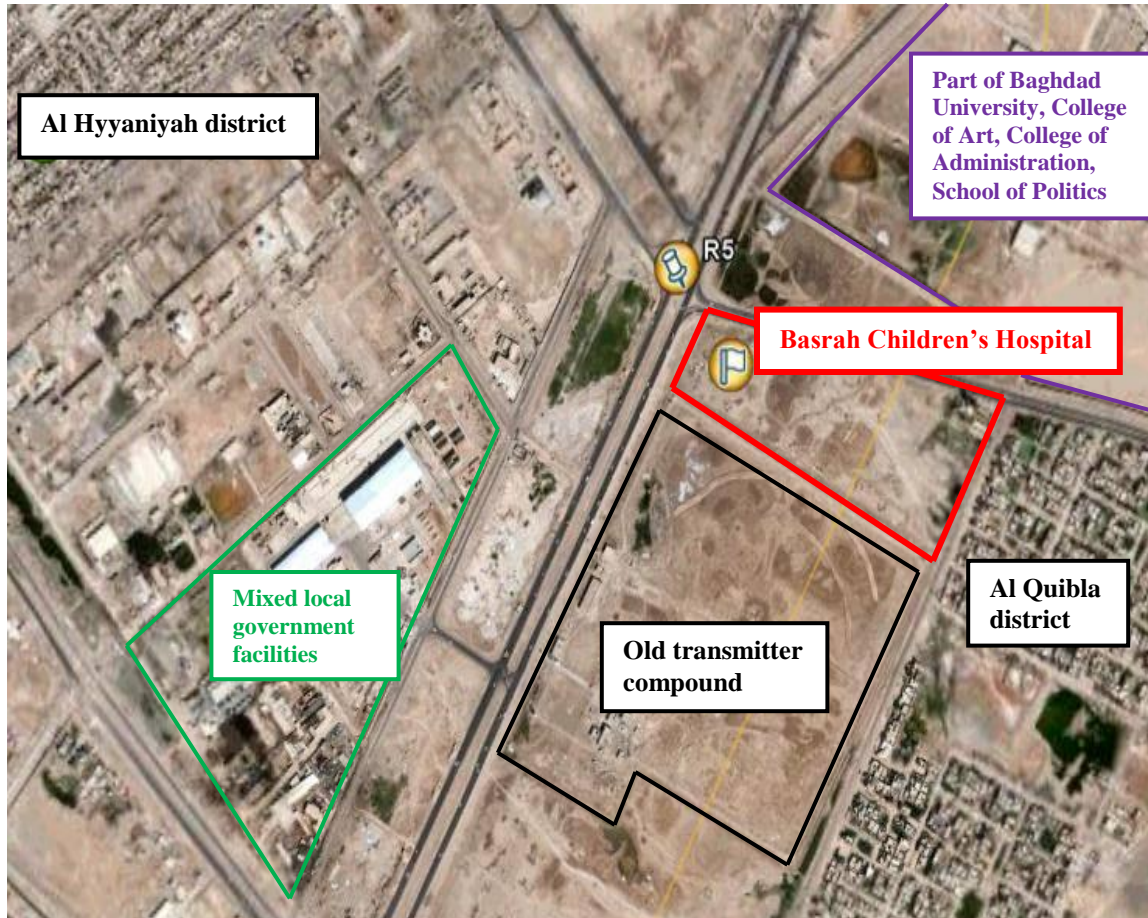 Part of Baghdad
University, College
of Art, College of
Administration,
School of Politics
Al Hyyaniyah district
R5
Basrah Children’s Hospital
Mixed local
government
facilities
Al Quibla
district
Old transmitter
compound